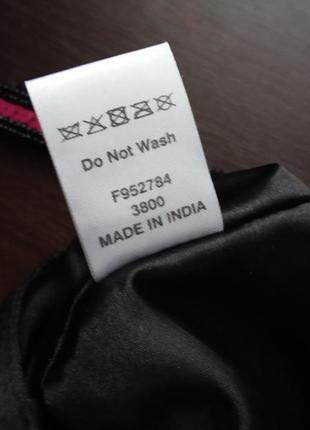 Do Not Wash
F952784
3800
MADE IN INDIA